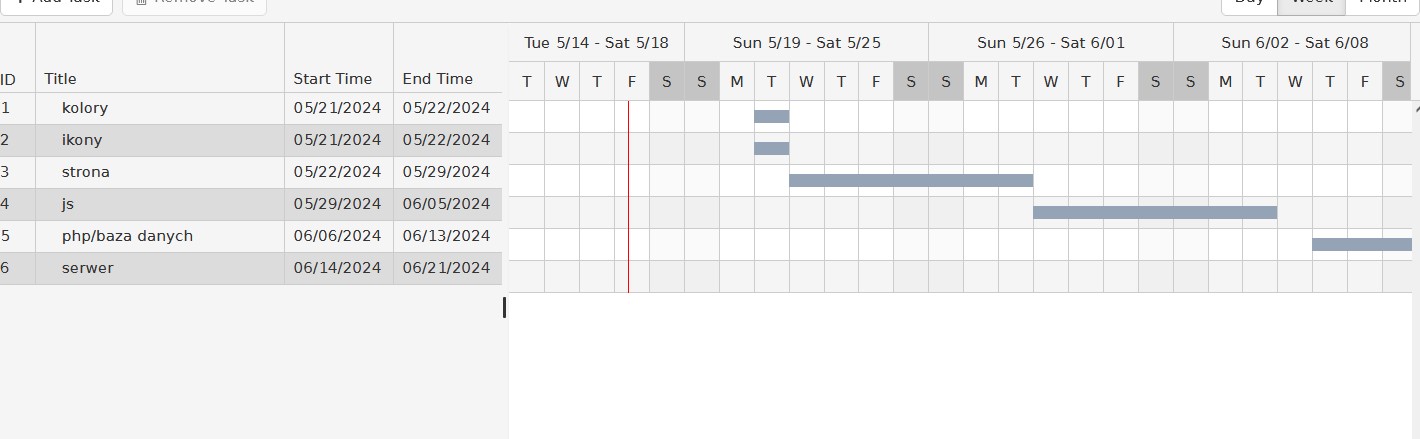 + Add Task Remove Task Day Week Month
Tue 5/14 - Sat 5/18 Sun 5/19 - Sat 5/25 Sun 5/26 - Sat 6/01 Sun 6/02 - Sat 6/08
ID Title Start Time End Time T W T F S S M T W T F S S M T W T F S S M T W T F S
1 kolory 05/21/2024 05/22/2024
2 ikony 05/21/2024 05/22/2024
3 strona 05/22/2024 05/29/2024
4 js 05/29/2024 06/05/2024
5 php/baza danych 06/06/2024 06/13/2024
6 serwer 06/14/2024 06/21/2024